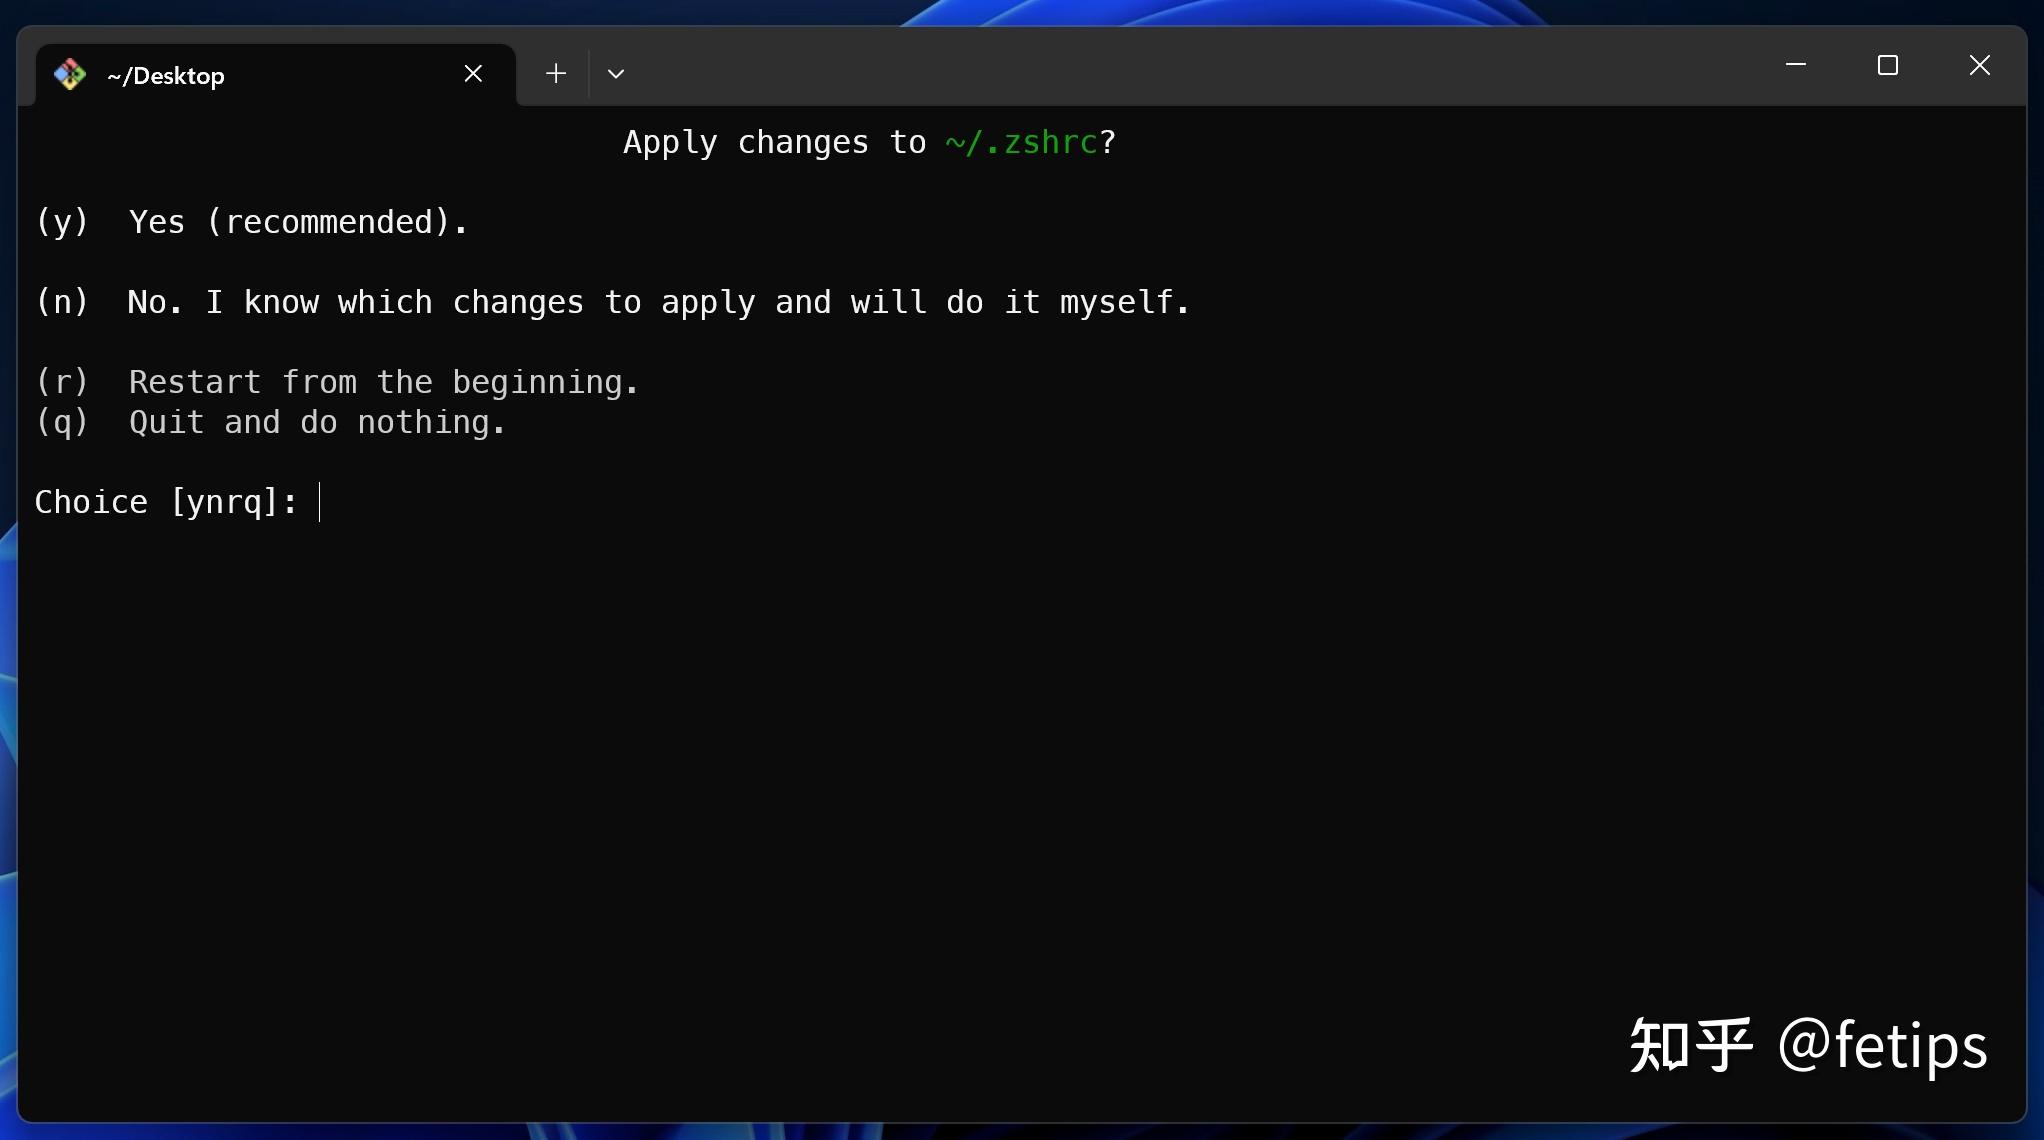 ~/Desktop
Apply changes to ~/.zshrc?
(y)  Yes (recommended).
(n)  No. I know which changes to apply and will do it myself.
(r)  Restart from the beginning.
(q)  Quit and do nothing.
Choice [ynrq]:
知乎 @fetips